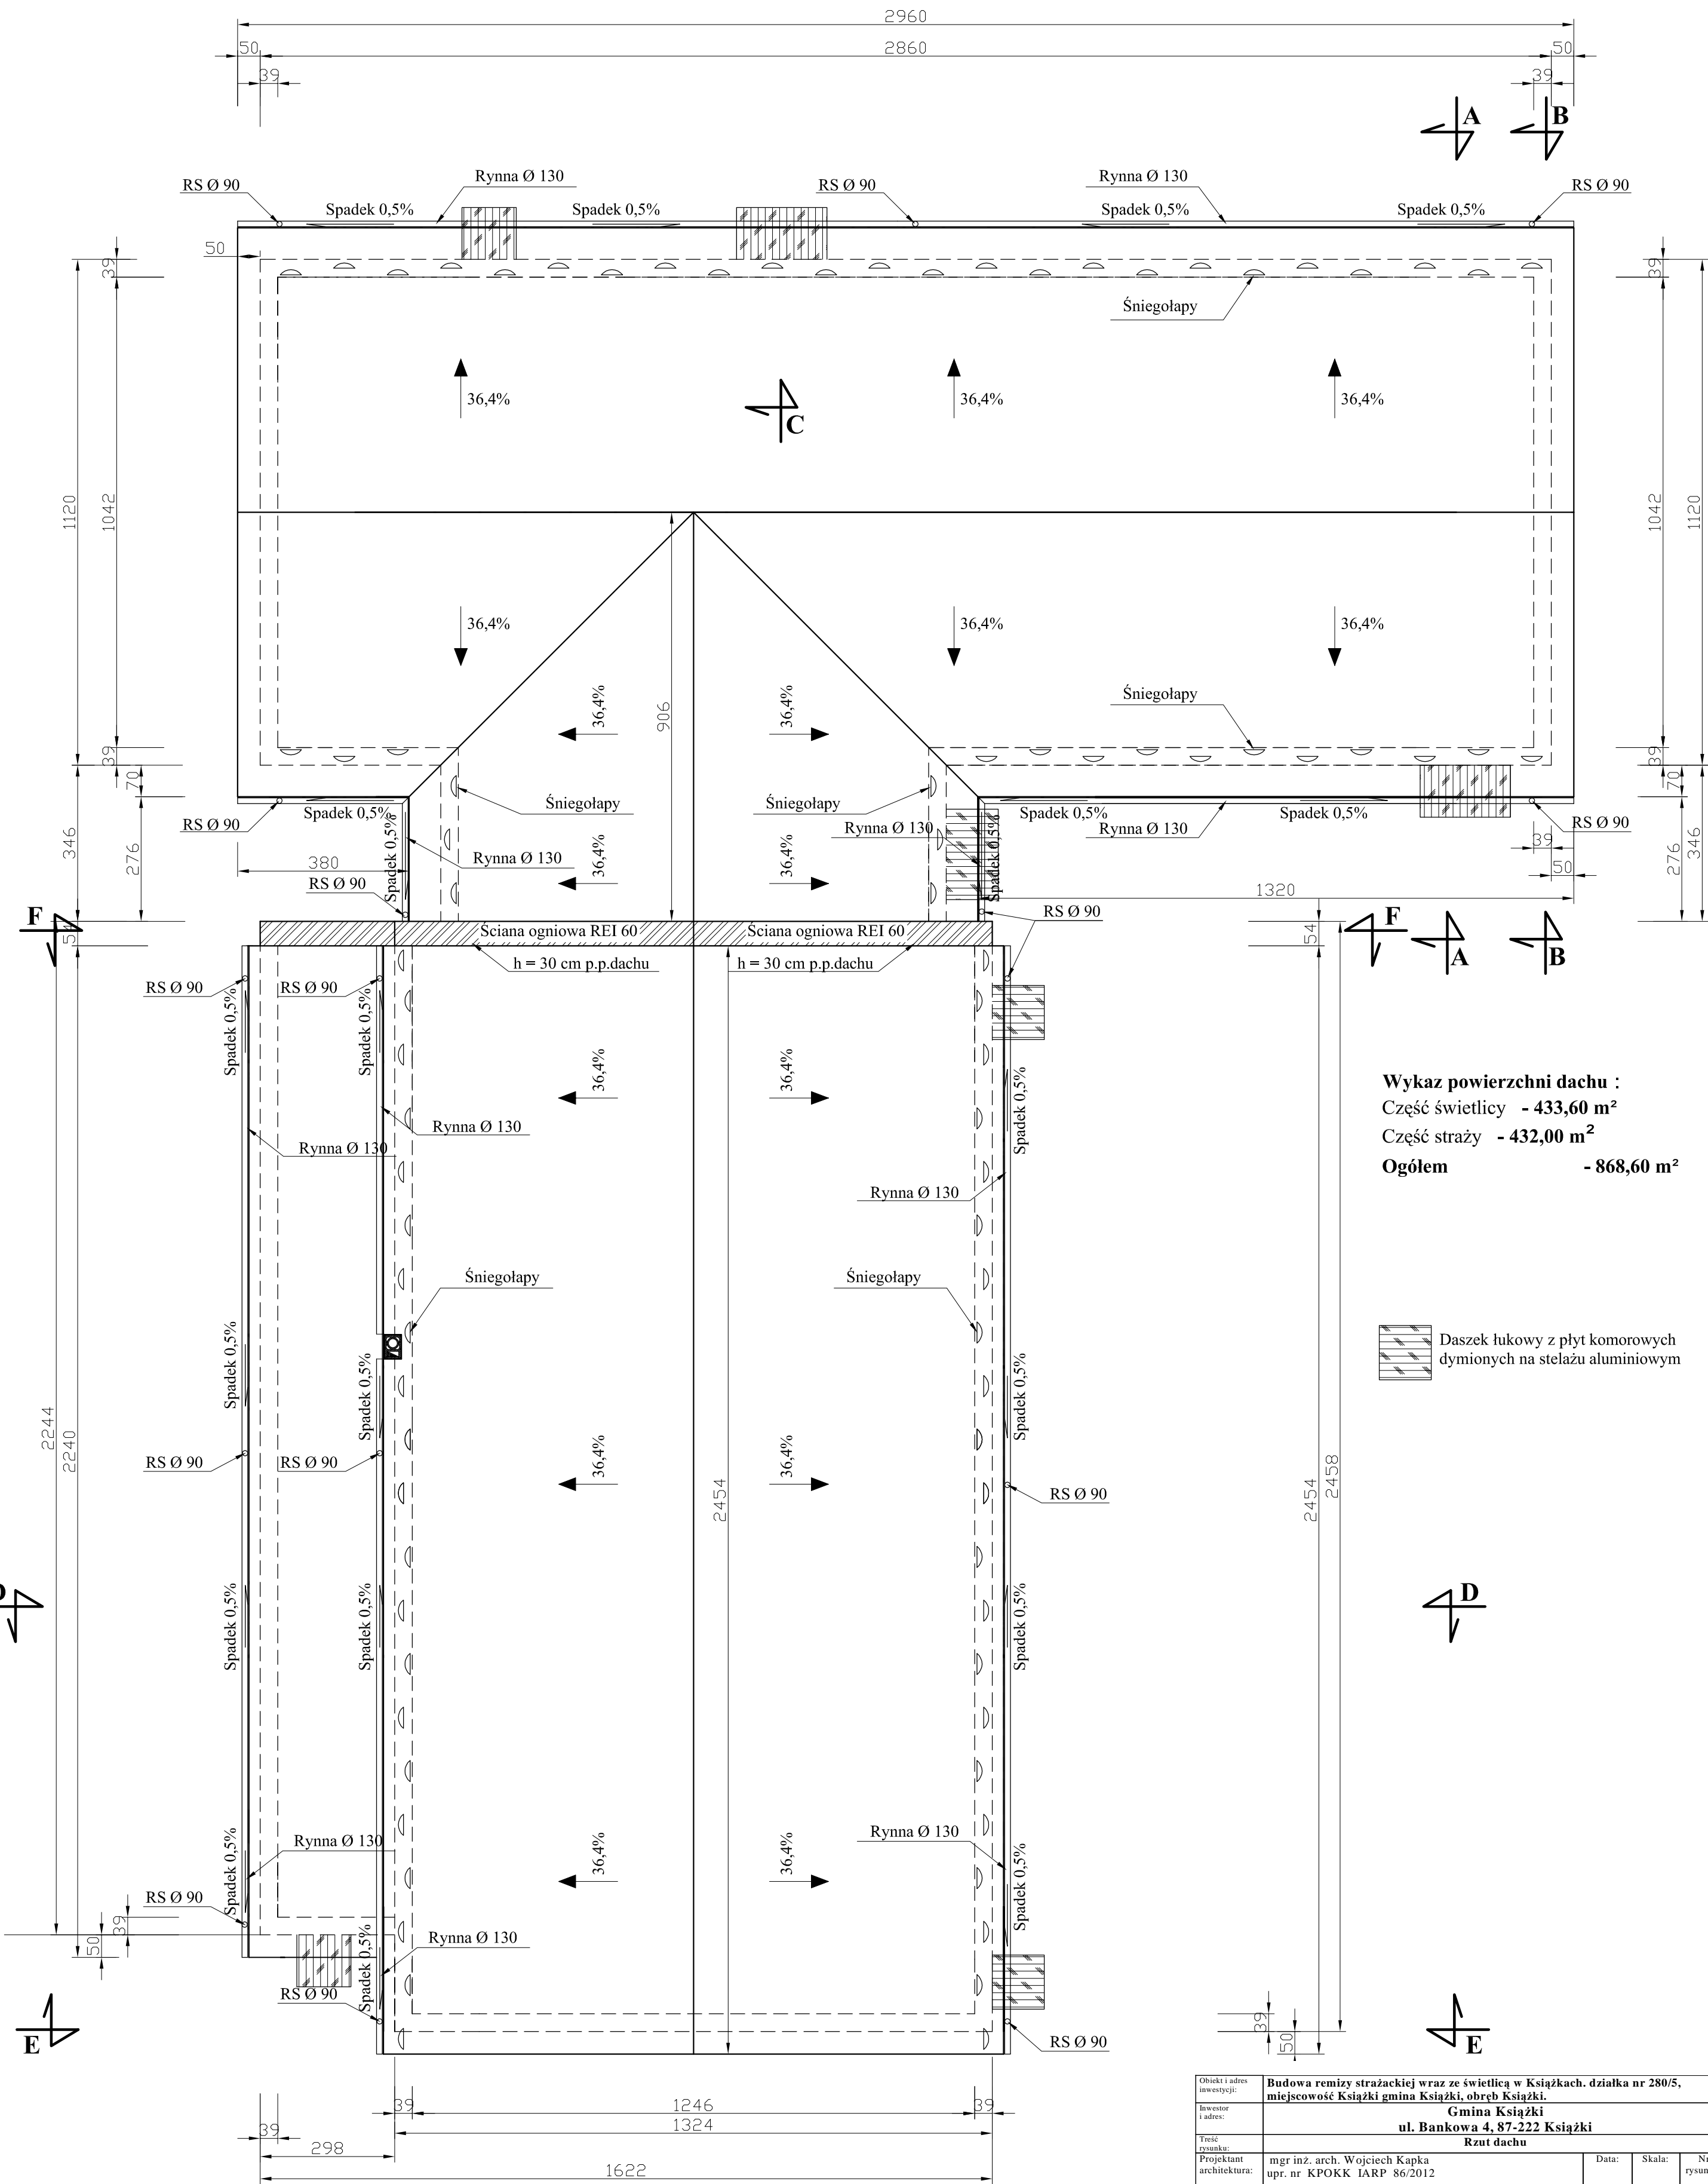 2960
50 2860 50
39 39
A B
RS Ø 90 Rynna Ø 130 RS Ø 90 Rynna Ø 130 RS Ø 90
Spadek 0,5% Spadek 0,5% Spadek 0,5% Spadek 0,5%
50
39 39
Śniegołapy
36,4% 36,4% 36,4%
C
1120 1042 1042 1120
36,4% 36,4% 36,4%
906
36,4% 36,4%
Śniegołapy
39 39
70 70
Śniegołapy Śniegołapy
RS Ø 90 Spadek 0,5% Spadek 0,5% Spadek 0,5% RS Ø 90
Rynna Ø 130 Rynna Ø 130
Spadek 0,5% Spadek 0,5%
346 276 276 346
380 Rynna Ø 130
36,4% 36,4%
39
50
RS Ø 90
1320
RS Ø 90
F F
54 54
Ściana ogniowa REI 60 Ściana ogniowa REI 60
h = 30 cm p.p.dachu h = 30 cm p.p.dachu
A B
RS Ø 90 RS Ø 90
Spadek 0,5% Spadek 0,5%
36,4% 36,4%
Spadek 0,5%
Rynna Ø 130
Rynna Ø 130
Rynna Ø 130
Wykaz powierzchni dachu :
Część świetlicy - 433,60 m²
Część straży - 432,00 m²
Ogółem - 868,60 m²
Śniegołapy Śniegołapy
Daszek łukowy z płyt komorowych
dymionych na stelażu aluminiowym
Spadek 0,5% Spadek 0,5% Spadek 0,5%
2244 2240
RS Ø 90 RS Ø 90
36,4% 36,4%
2454
RS Ø 90
2454 2458
D
Spadek 0,5% Spadek 0,5% Spadek 0,5%
Rynna Ø 130
36,4% 36,4%
Rynna Ø 130
Spadek 0,5% Spadek 0,5%
RS Ø 90
39
50
Rynna Ø 130
Spadek 0,5%
RS Ø 90
RS Ø 90
39
50
E E
39 1246 39
1324
39
298
1622
Obiekt i adres
inwestycji:
Budowa remizy strażackiej wraz ze świetlicą w Książkach. działka nr 280/5,
miejscowość Książki gmina Książki, obręb Książki.
Inwestor
i adres:
Gmina Książki
ul. Bankowa 4, 87-222 Książki
Treść
rysunku:
Rzut dachu
Projektant
architektura:
mgr inż. arch. Wojciech Kapka
upr. nr KPOKK IARP 86/2012
Data: Skala: